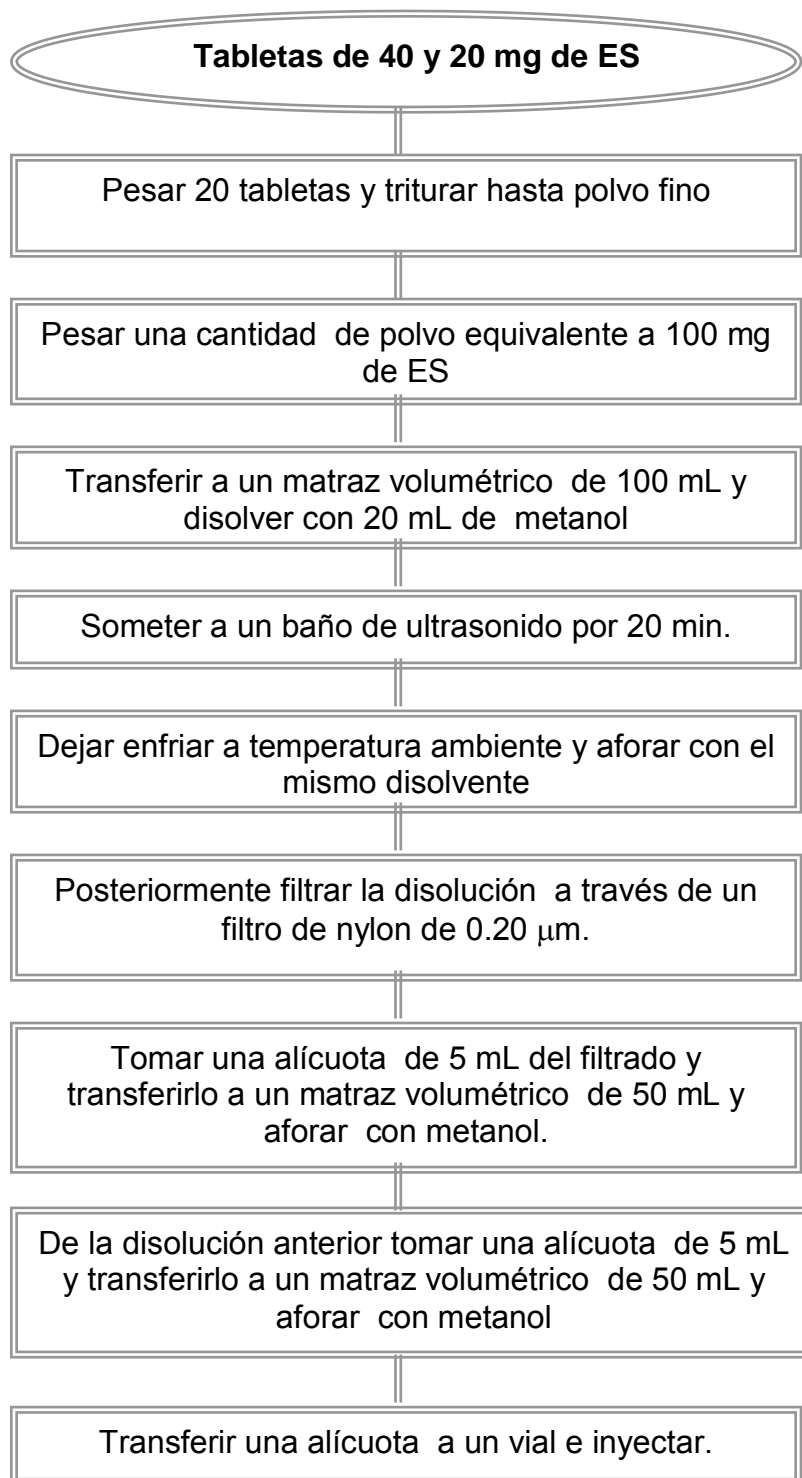 Tabletas de 40 y 20 mg de ES
Pesar 20 tabletas y triturar hasta polvo fino
Pesar una cantidad de polvo equivalente a 100 mg
de ES
Transferir a un matraz volumétrico de 100 mL y
disolver con 20 mL de metanol
Someter a un baño de ultrasonido por 20 min.
Dejar enfriar a temperatura ambiente y aforar con el
mismo disolvente
Posteriormente filtrar la disolución a través de un
filtro de nylon de 0.20 μm.
Tomar una alícuota de 5 mL del filtrado y
transferirlo a un matraz volumétrico de 50 mL y
aforar con metanol.
De la disolución anterior tomar una alícuota de 5 mL
y transferirlo a un matraz volumétrico de 50 mL y
aforar con metanol
Transferir una alícuota a un vial e inyectar.